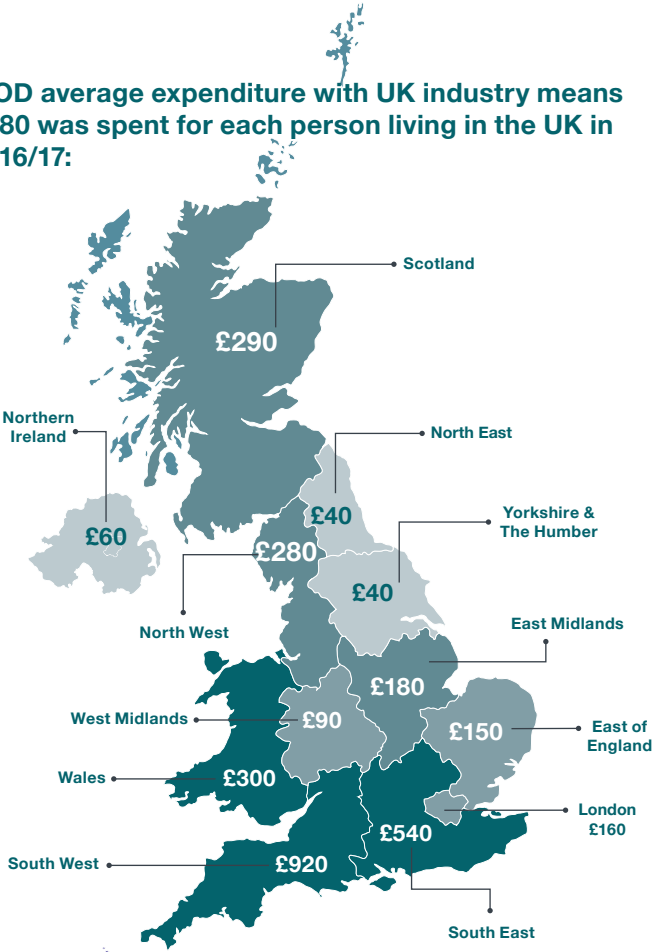 OD average expenditure with UK industry means
80 was spent for each person living in the UK in
16/17:
Scotland
£290
Northern
Ireland
North East
£60
£40
Yorkshire &
The Humber
£280
£40
North West
East Midlands
£180
West Midlands
£90
£150
East of
England
Wales
£300
London
£160
£540
South West
£920
South East